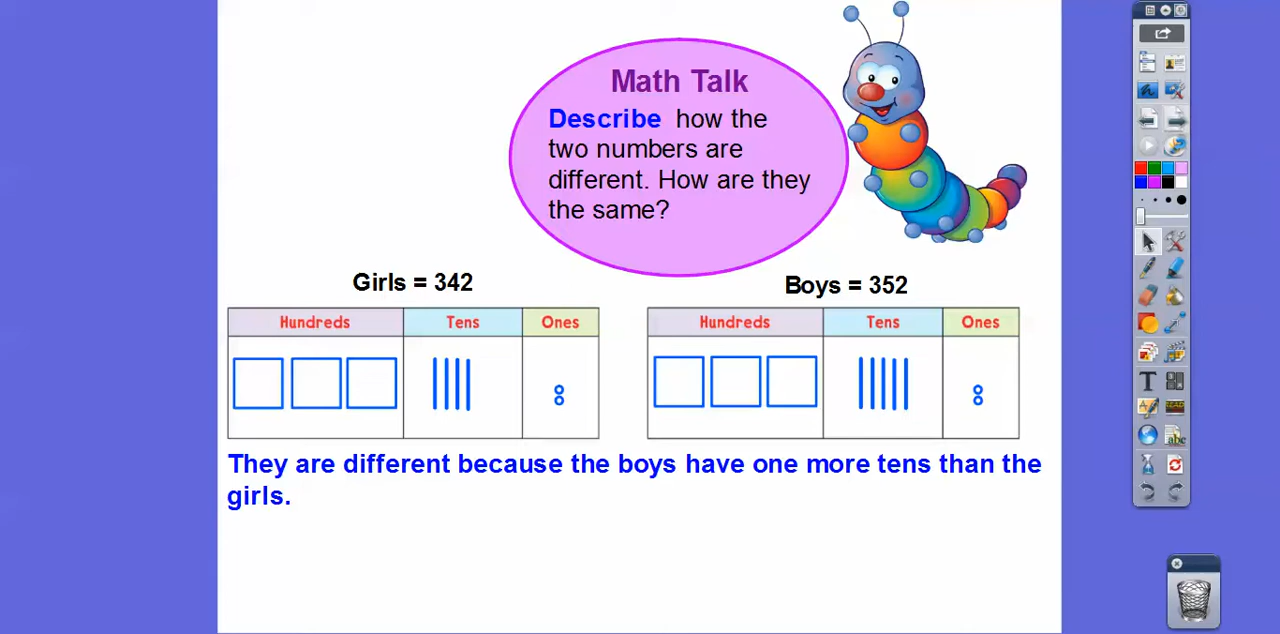 Math Talk
Describe how the
two numbers are
different. How are they
the same?
Girls = 342
Boys = 352
Hundreds Tens Ones
Hundreds Tens Ones
They are different because the boys have one more tens than the
girls.